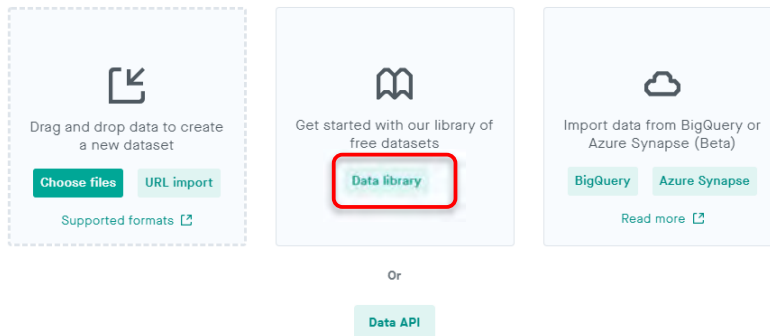 Drag and drop data to create
a new dataset
Choose files
URL import
Supported formats
Get started with our library of
free datasets
Data library
Import data from BigQuery or
Azure Synapse (Beta)
BigQuery
Azure Synapse
Read more
Or
Data API